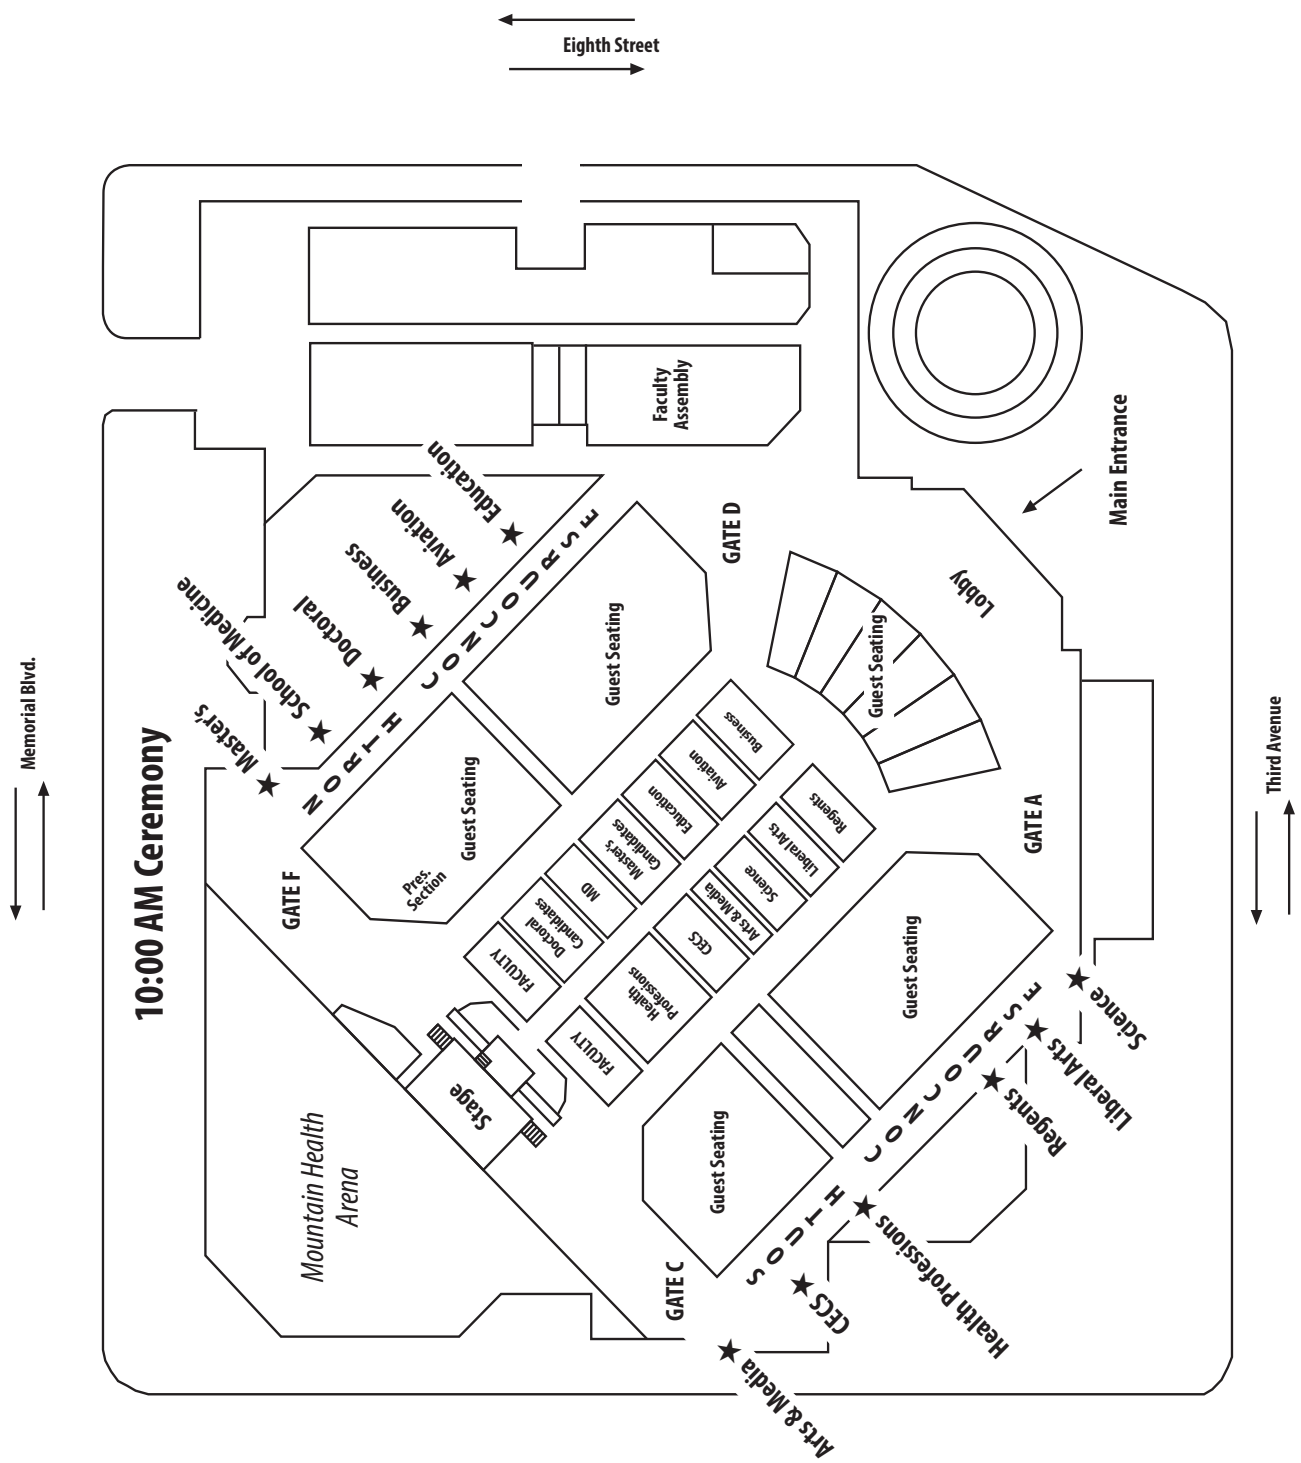 Eighth Street
Memorial Blvd.
10:00 AM Ceremony
Third Avenue
Main Entrance
Lobby
Faculty
Assembly
Education
Aviation
Business
Doctoral
School of Medicine
Master's
NORTH CONCOURSE
GATE D
GATE F
Guest Seating
Guest Seating
Pres.
Section
Guest Seating
Business
Aviation
Education
Master's
Candidates
MD
Doctoral
Candidates
FACULTY
Regents
Liberal Arts
Science
Arts & Media
CECS
Health
Professions
FACULTY
Stage
Mountain Health
Arena
GATE A
Guest Seating
Guest Seating
GATE C
SOUTH CONCOURSE
Science
Liberal Arts
Regents
Health Professions
CECS
Arts & Media